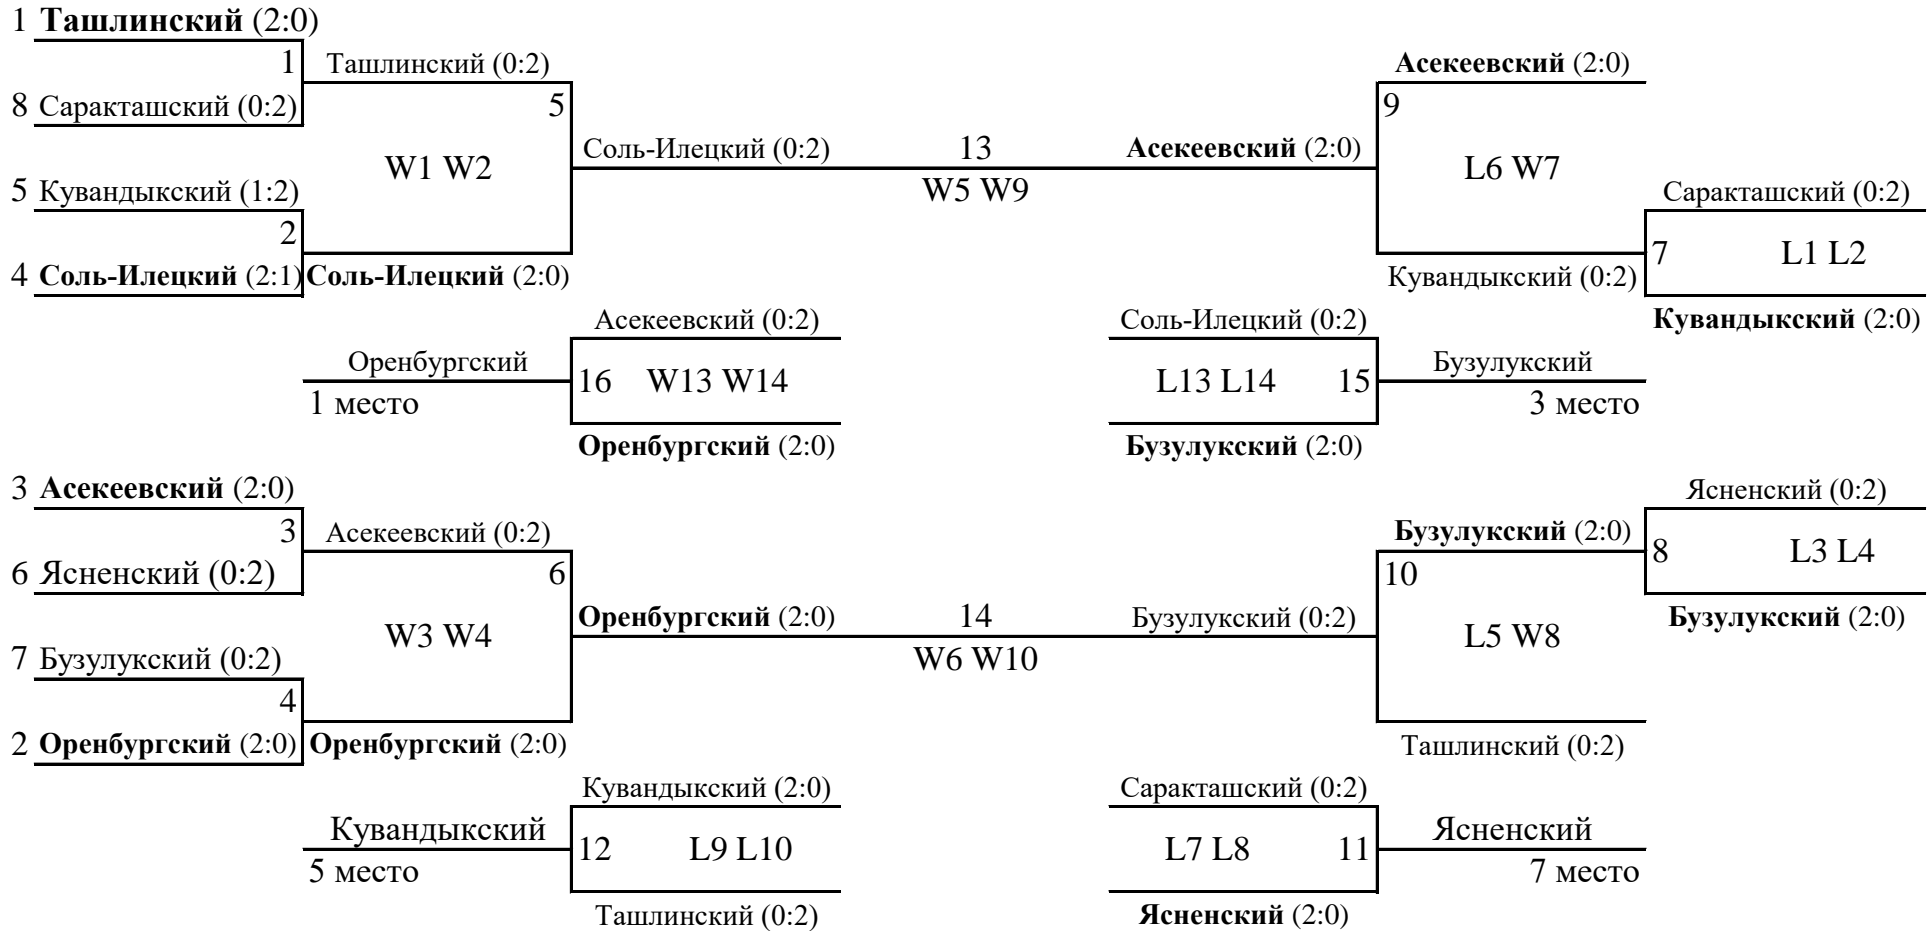 1 Ташлинский (2:0)
1
Ташлинский (0:2)
Асекеевский (2:0)
8 Саракташский (0:2)
5
9
Соль-Илецкий (0:2)
13
Асекеевский (2:0)
W1 W2
L6 W7
5 Кувандыкский (1:2)
W5 W9
Саракташский (0:2)
2
7
L1 L2
4 Соль-Илецкий (2:1)
Соль-Илецкий (2:0)
Кувандыкский (0:2)
Асекеевский (0:2)
Соль-Илецкий (0:2)
Кувандыкский (2:0)
Оренбургский
16 W13 W14
L13 L14 15
Бузулукский
1 место
3 место
Оренбургский (2:0)
Бузулукский (2:0)
3 Асекеевский (2:0)
Ясненский (0:2)
3
Асекеевский (0:2)
Бузулукский (2:0)
8
L3 L4
6 Ясненский (0:2)
6
10
Оренбургский (2:0)
14
Бузулукский (0:2)
Бузулукский (2:0)
W3 W4
L5 W8
7 Бузулукский (0:2)
W6 W10
4
2 Оренбургский (2:0)
Оренбургский (2:0)
Ташлинский (0:2)
Кувандыкский (2:0)
Саракташский (0:2)
Кувандыкский
12 L9 L10
L7 L8 11
Ясненский
5 место
7 место
Ташлинский (0:2)
Ясненский (2:0)